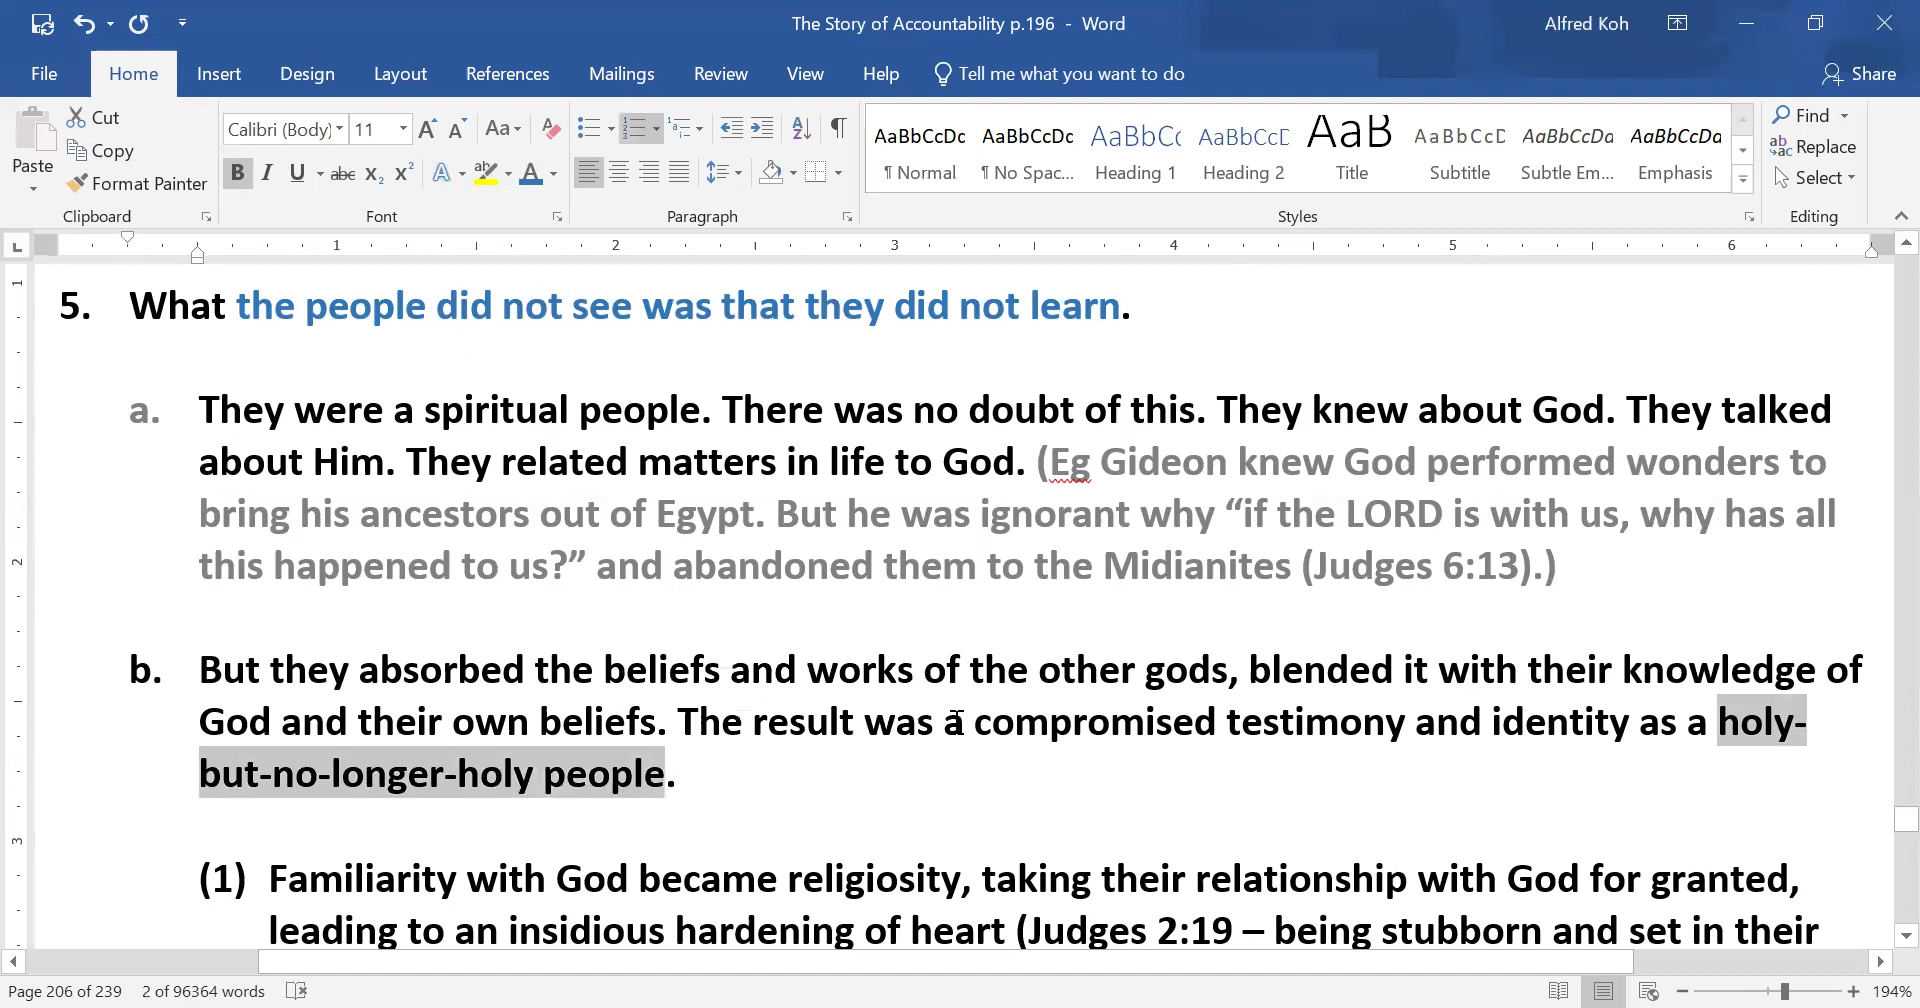 The Story of Accountability p.196 - Word
Alfred Koh
File Home Insert Design Layout References Mailings Review View Help Tell me what you want to do Share
Paste
Cut
Copy
Format Painter
Clipboard
Calibri (Body) 11
Font
Paragraph
AaBbCcDc AaBbCcDc AaBbC AaBbCcD AaB AaBbCcD AaBbCcDa AaBbCcDa
¶ Normal ¶ No Spac... Heading 1 Heading 2 Title Subtitle Subtle Em... Emphasis
Styles
Find
Replace
Select
Editing
1 2 3 4 5 6
5. What the people did not see was that they did not learn.
a. They were a spiritual people. There was no doubt of this. They knew about God. They talked
about Him. They related matters in life to God. (Eg Gideon knew God performed wonders to
bring his ancestors out of Egypt. But he was ignorant why “if the LORD is with us, why has all
this happened to us?” and abandoned them to the Midianites (Judges 6:13).)
b. But they absorbed the beliefs and works of the other gods, blended it with their knowledge of
God and their own beliefs. The result was a compromised testimony and identity as a holy-
but-no-longer-holy people.
(1) Familiarity with God became religiosity, taking their relationship with God for granted,
leading to an insidious hardening of heart (Judges 2:19 – being stubborn and set in their
Page 206 of 239 2 of 96364 words 194%